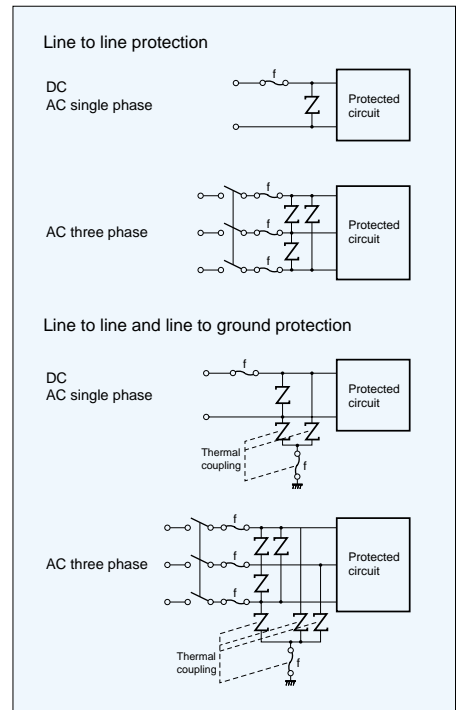 Line to line protection
DC
AC single phase
f
Protected
circuit
AC three phase
f
f
f
Protected
circuit
Line to line and line to ground protection
DC
AC single phase
f
Protected
circuit
Thermal
coupling
f
AC three phase
f
f
f
Protected
circuit
Thermal
coupling
f